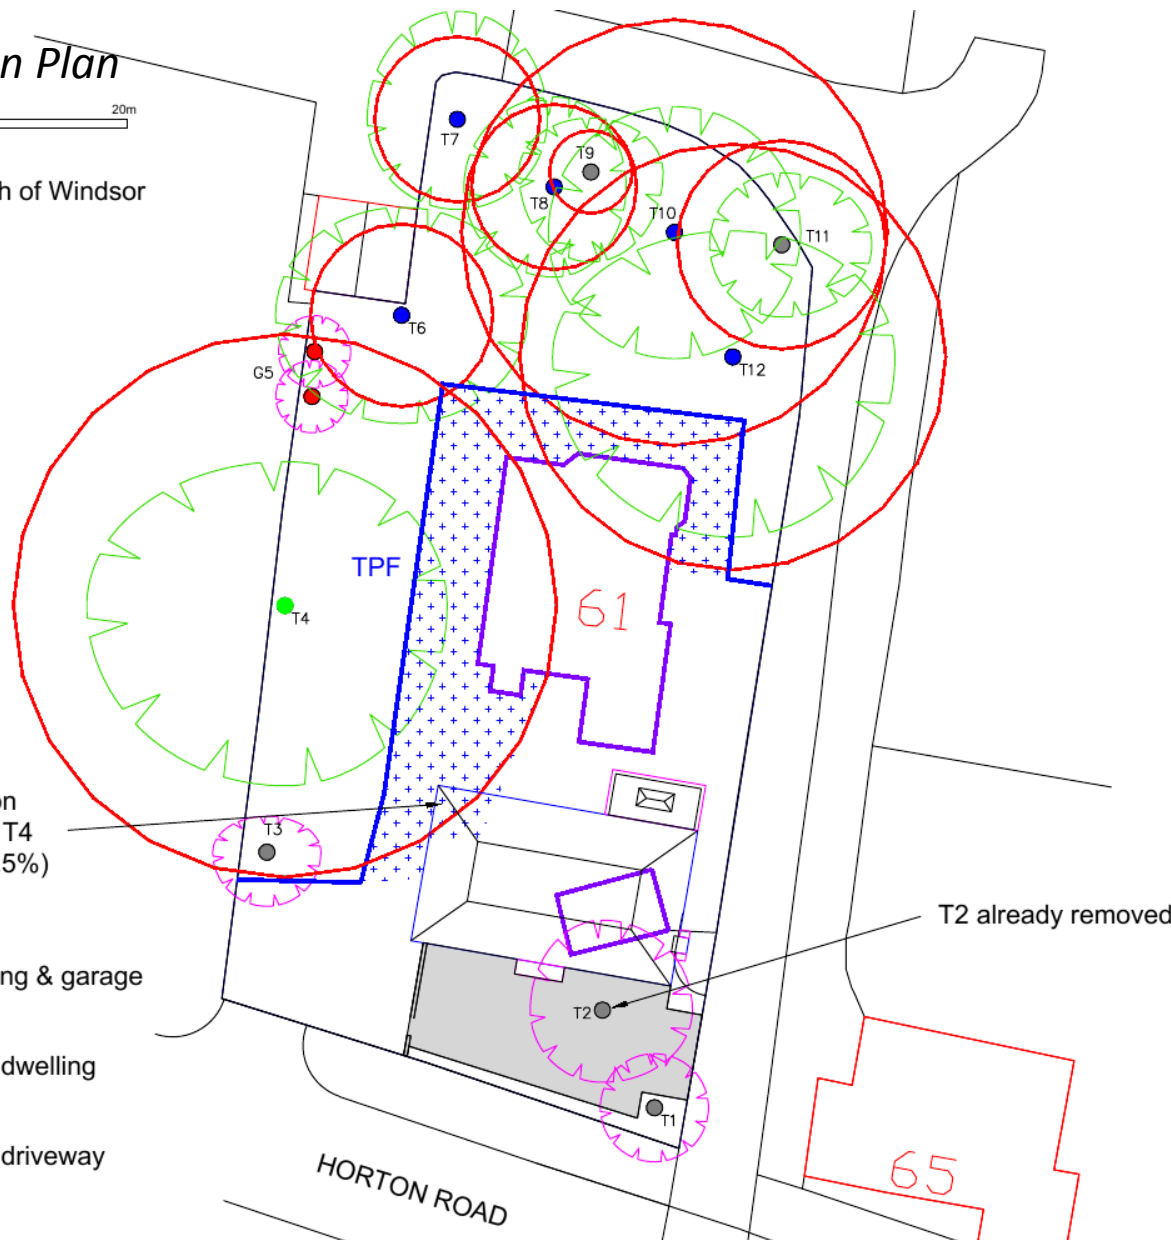 n Plan
20m
h of Windsor
T7
T9
T8
T10
T11
T6
T12
G5
TPF
61
T4
on
T4
5%)
T3
T2 already removed
ng & garage
T2
dwelling
T1
driveway
HORTON ROAD
65